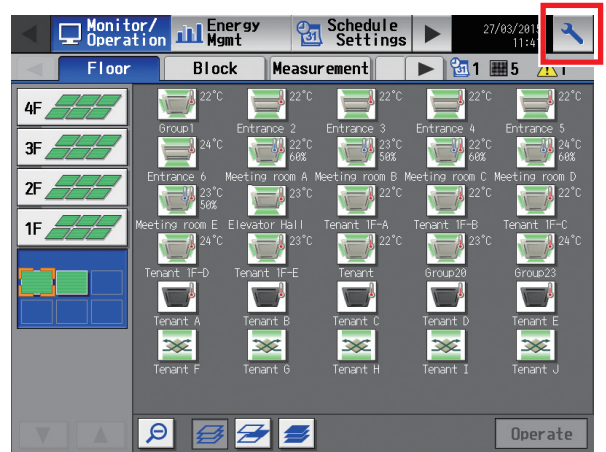 Monitor/ Operation
Energy Mgmt
Schedule Settings
27/03/201
11:4
Floor
Block
Measurement
1
5
1
4F
3F
2F
1F
22°C 22°C 22°C 22°C 22°C
Group1 Entrance 2 Entrance 3 Entrance 4 Entrance 5
24°C 22°C 60% 23°C 50% 22°C 60% 24°C 60%
Entrance 6 Meeting room A Meeting room B Meeting room C Meeting room D
23°C 50% 23°C 22°C 22°C 22°C
Meeting room E Elevator Hall Tenant 1F-A Tenant 1F-B Tenant 1F-C
24°C 23°C 22°C 23°C 24°C
Tenant 1F-D Tenant 1F-E Tenant Group20 Group23
Tenant A Tenant B Tenant C Tenant D Tenant E
Tenant F Tenant G Tenant H Tenant I Tenant J
Operate